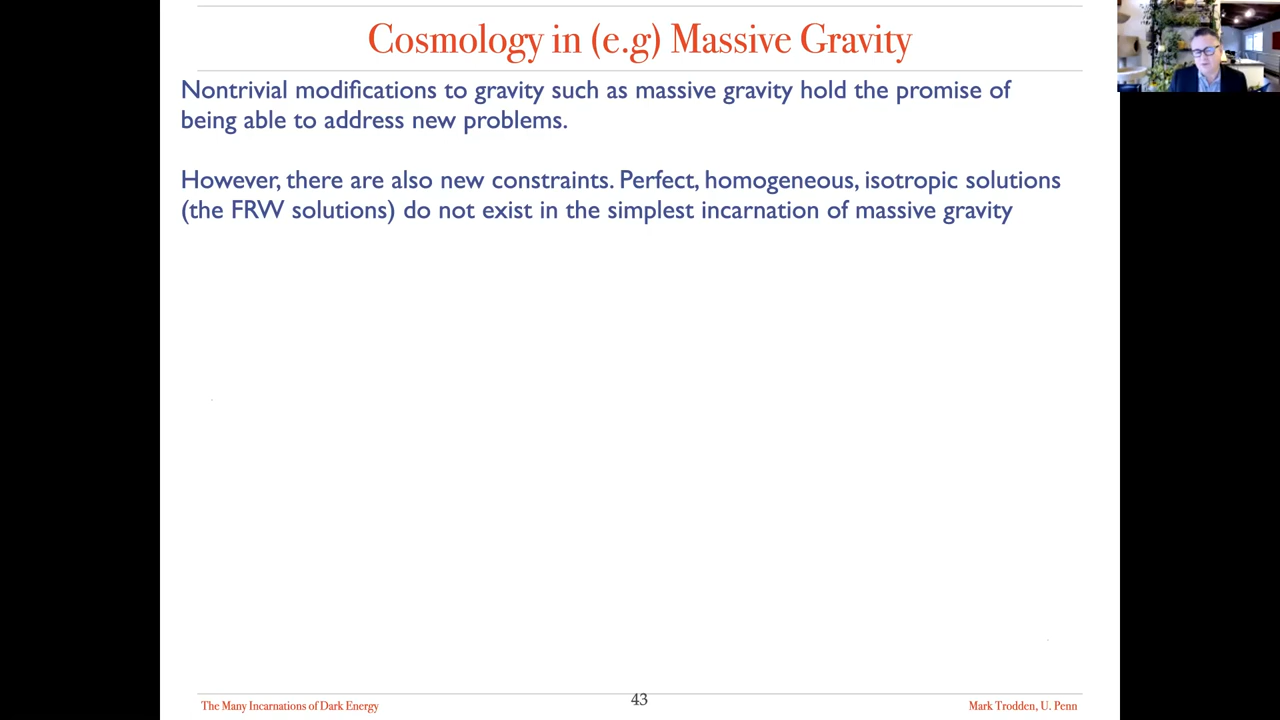 Cosmology in (e.g) Massive Gravity
Nontrivial modifications to gravity such as massive gravity hold the promise of
being able to address new problems.
However, there are also new constraints. Perfect, homogeneous, isotropic solutions
(the FRW solutions) do not exist in the simplest incarnation of massive gravity
The Many Incarnations of Dark Energy
43
Mark Trodden, U. Penn